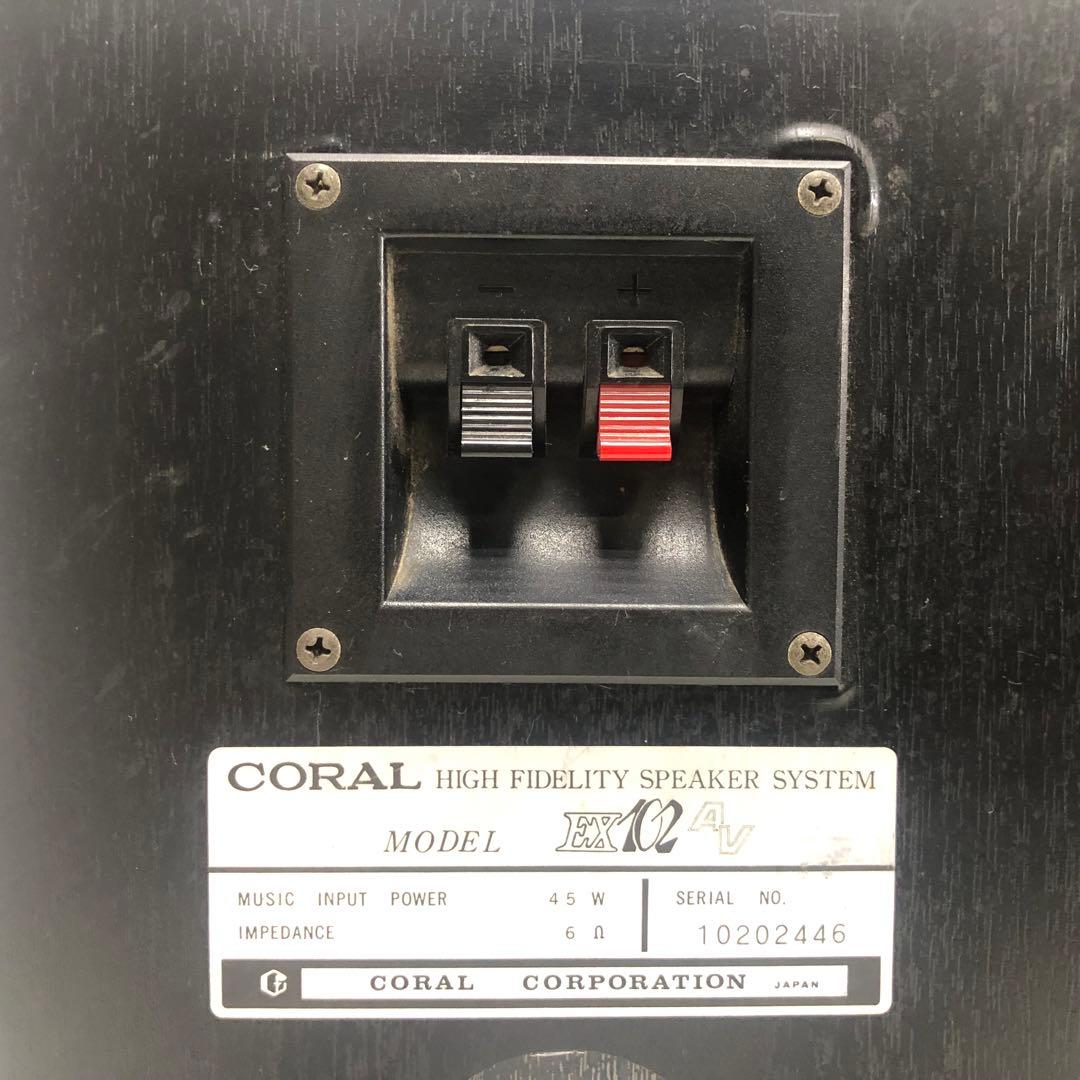 − +
CORAL HIGH FIDELITY SPEAKER SYSTEM
MODEL EX102 AV
MUSIC INPUT POWER 45 W
IMPEDANCE 6 Ω
SERIAL NO.
10202446
CORAL CORPORATION JAPAN